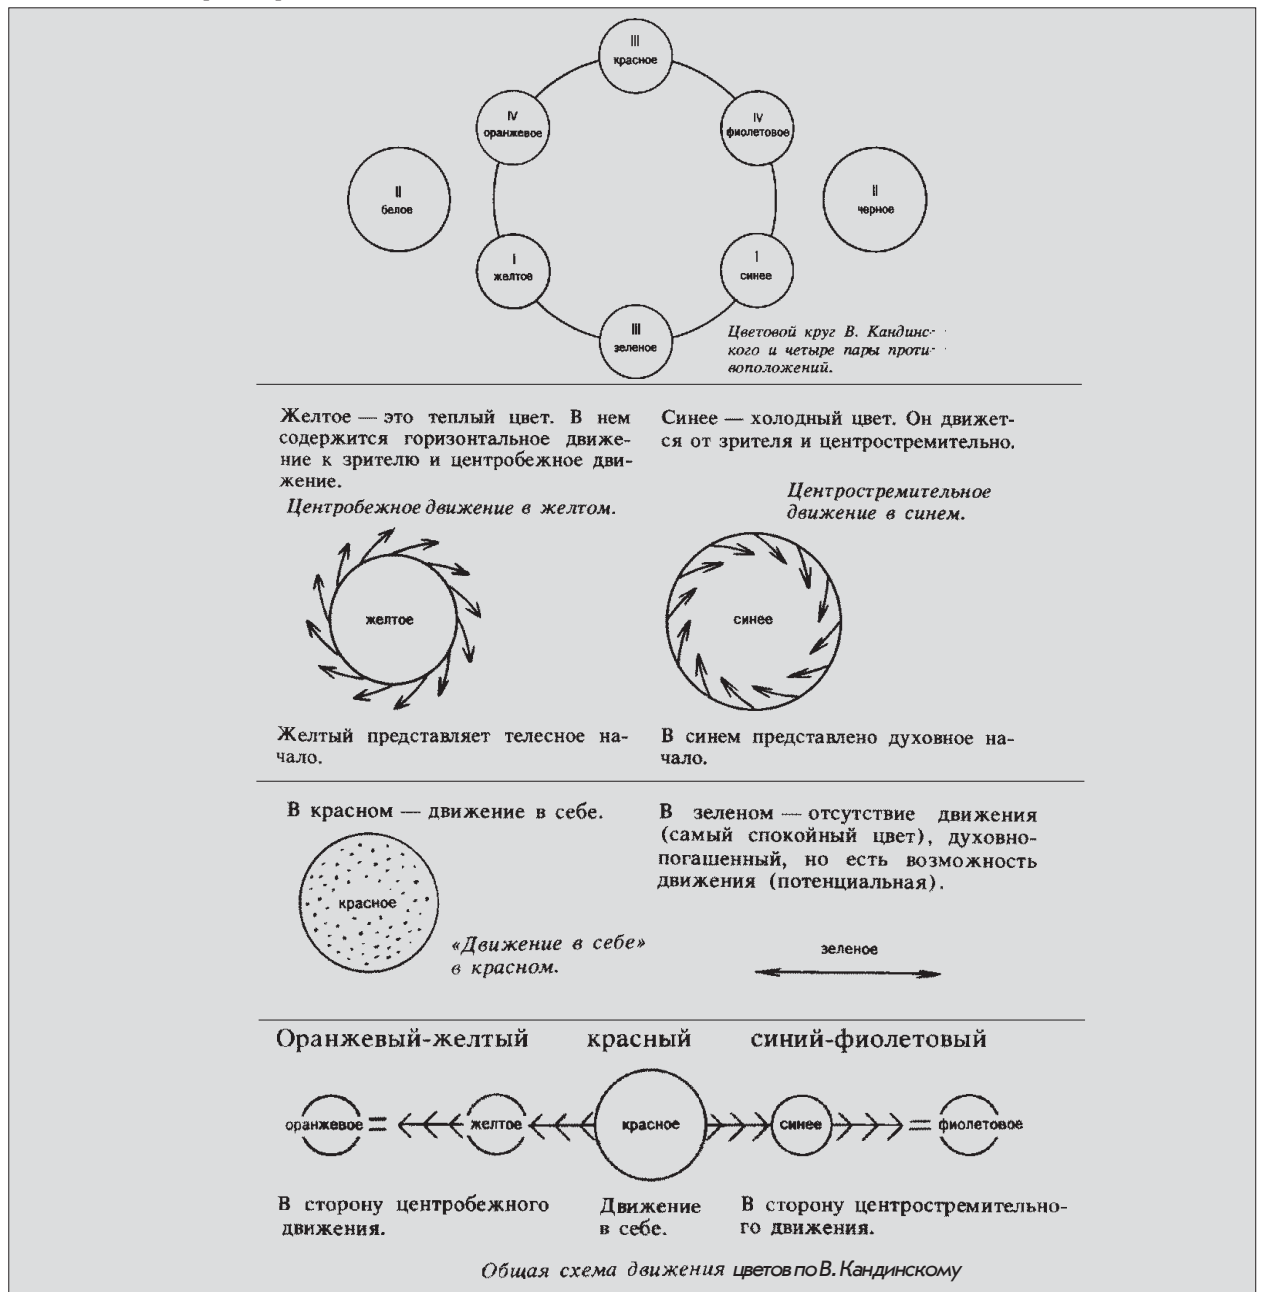 III
красное
IV
оранжевое
IV
фиолетовое
II
белое
II
черное
I
желтое
1
синее
III
зеленое
Цветовой круг В. Кандинс-
кого и четыре пары проти-
воположений.
Желтое — это теплый цвет. В нем
содержится горизонтальное движе-
ние к зрителю и центробежное дви-
жение.
Центробежное движение в желтом.
желтое
Желтый представляет телесное на-
чало.
Синее — холодный цвет. Он движет-
ся от зрителя и центростремительно.
Центростремительное
движение в синем.
синее
В синем представлено духовное на-
чало.
В красном — движение в себе.
красное
«Движение в себе»
в красном.
В зеленом — отсутствие движения
(самый спокойный цвет), духовно-
погашенный, но есть возможность
движения (потенциальная).
зеленое
Оранжевый-желтый красный синий-фиолетовый
оранжевое = желтое красное синее = фиолетовое
В сторону центробежного
движения.
Движение
в себе.
В сторону центростремительно-
го движения.
Общая схема движения цветов по В. Кандинскому